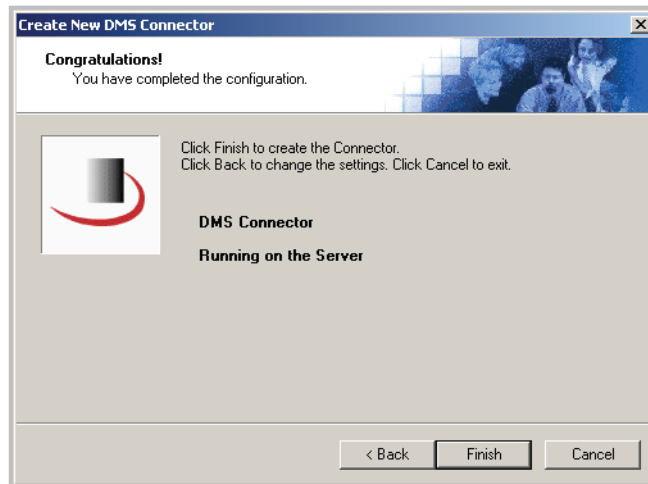 Create New DMS Connector
Congratulations!
You have completed the configuration.
Click Finish to create the Connector.
Click Back to change the settings. Click Cancel to exit.
DMS Connector
Running on the Server
< Back
Finish
Cancel